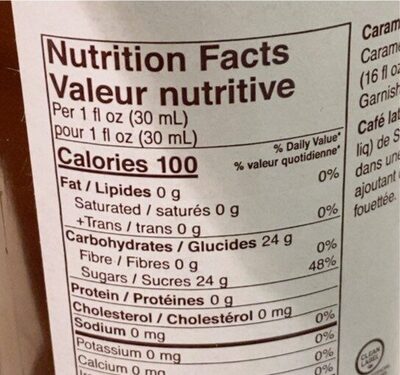 Nutrition Facts
Valeur nutritive
Per 1 fl oz (30 mL)
pour 1 fl oz (30 mL)
Calories 100
% Daily Value*
% valeur quotidienne*
Fat / Lipides 0 g 0%
Saturated / saturés 0 g
+Trans / trans 0 g 0%
Carbohydrates / Glucides 24 g
Fibre / Fibres 0 g 0%
Sugars / Sucres 24 g 48%
Protein / Protéines 0 g
Cholesterol / Cholestérol 0 mg
Sodium 0 mg 0%
Potassium 0 mg 0%
Calcium 0 mg 0%
Caram
Carame
(16 fl oz
Garnish
Café lat
liq) de S
dans une
ajoutant
fouettée.
CLEAN
LABEL